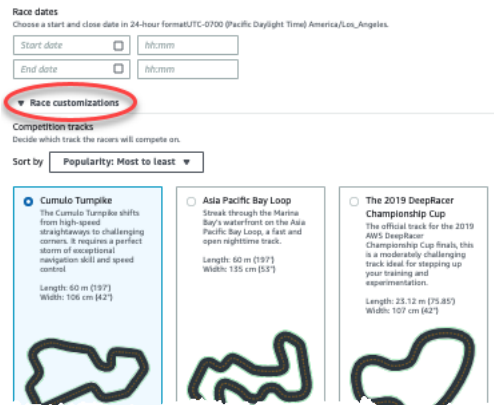 Race dates
Choose a start and close date in 24-hour formatUTC-0700 (Pacific Daylight Time) America/Los_Angeles.
Start date
hh:mm
End date
hh:mm
▼ Race customizations
Competition tracks
Decide which track the racers will compete on.
Sort by
Popularity: Most to least ▼
Cumulo Turnpike
The Cumulo Turnpike shifts
from high-speed
straightaways to challenging
corners. It requires a perfect
storm of exceptional
navigation skill and speed
control
Length: 60 m (197')
Width: 106 cm (42")
Asia Pacific Bay Loop
Streak through the Marina
Bay's waterfront on the Asia
Pacific Bay Loop, a fast and
open nighttime track.
Length: 60 m (197')
Width: 135 cm (53")
The 2019 DeepRacer
Championship Cup
The official track for the 2019
AWS DeepRacer
Championship Cup finals, this
is a moderately challenging
track ideal for stepping up
your training and
experimentation.
Length: 23.12 m (75.85')
Width: 107 cm (42")